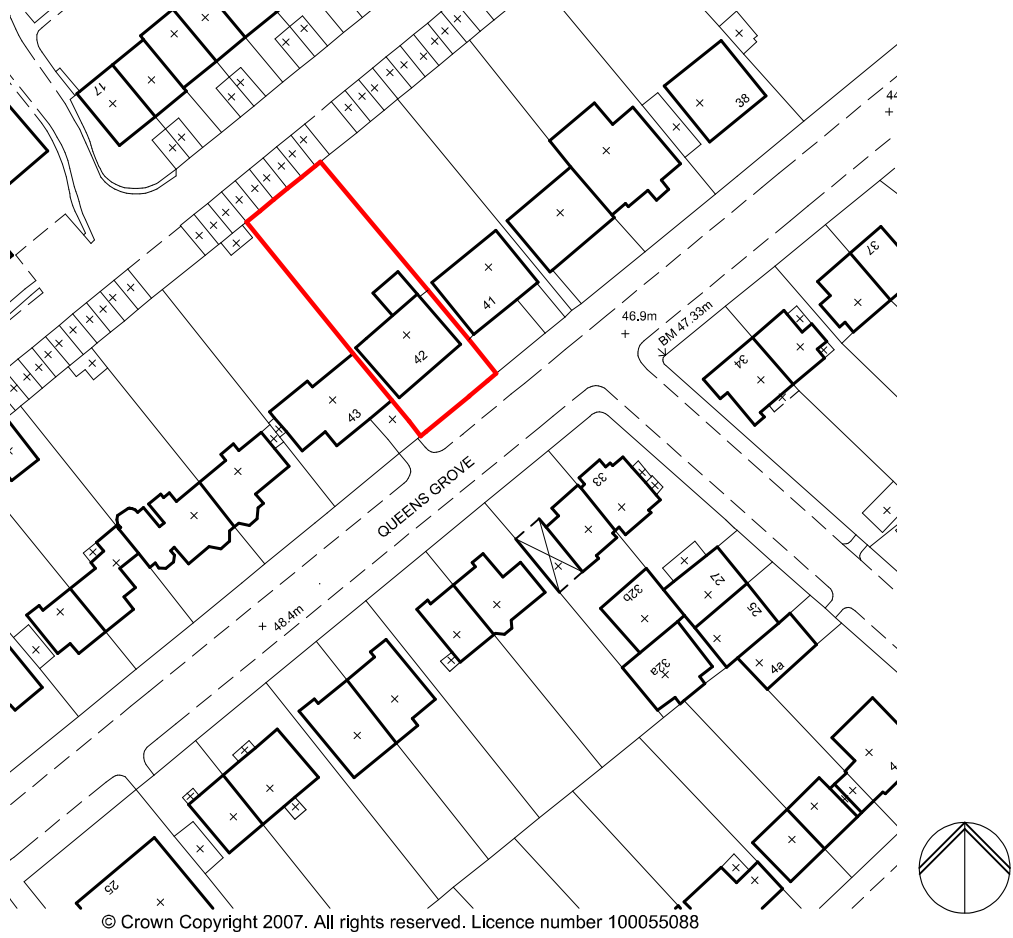 17
38
44
37
41
46.9m
BM 47.33m
42
34
43
QUEENS GROVE
33
27
32b
25
48.4m
32a
4a
4
25
© Crown Copyright 2007. All rights reserved. Licence number 100055088